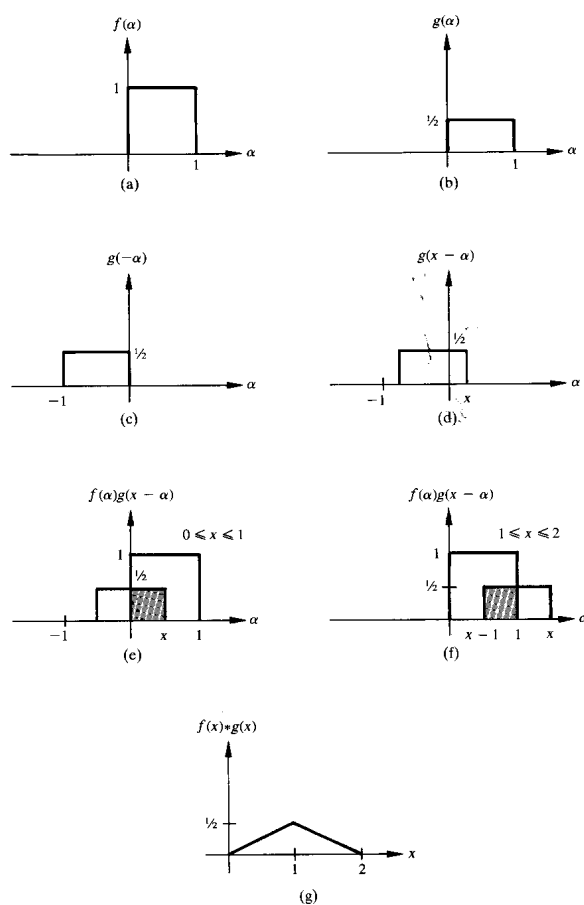 f(α)
g(α)
1
½
1
α
1
α
(a)
(b)
g(−α)
g(x − α)
½
½
−1
α
−1
x
α
(c)
(d)
f(α)g(x − α)
f(α)g(x − α)
0 ⩽ x ⩽ 1
1 ⩽ x ⩽ 2
1
1
½
½
−1
x
1
α
x − 1
1
x
α
(e)
(f)
f(x)∗g(x)
½
1
2
x
(g)